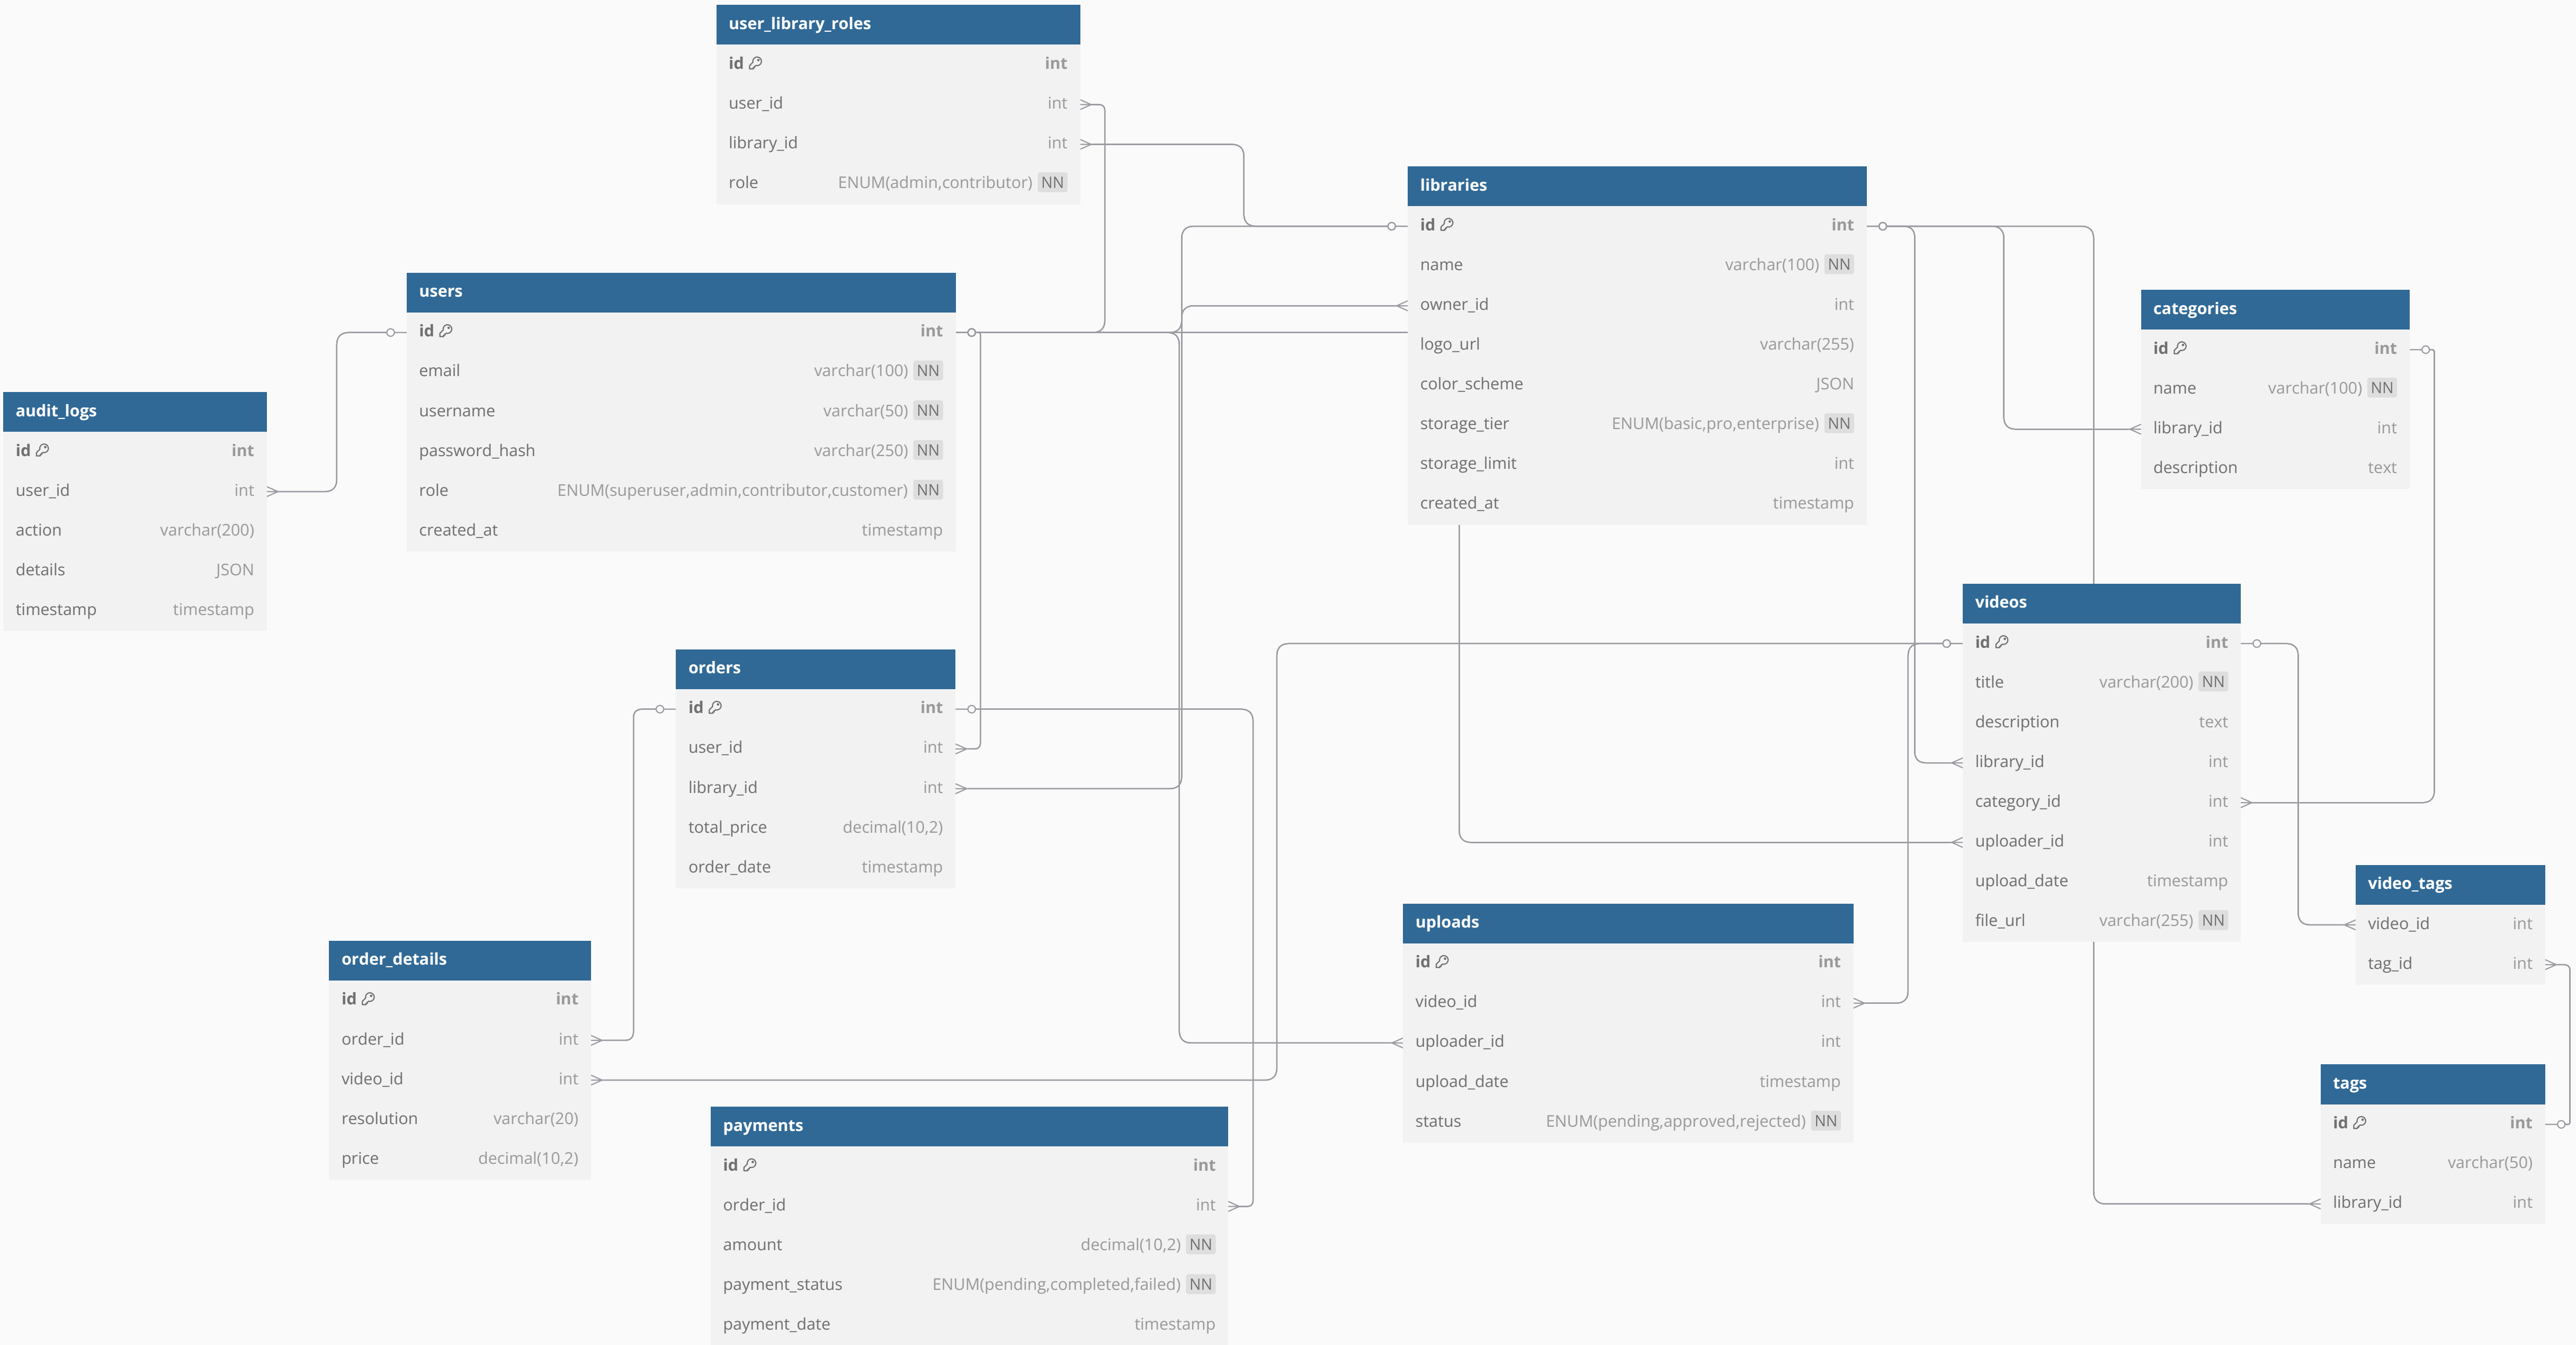 user_library_roles
id int
user_id int
library_id int
role ENUM(admin,contributor) NN
libraries
id int
name varchar(100) NN
owner_id int
logo_url varchar(255)
color_scheme JSON
storage_tier ENUM(basic,pro,enterprise) NN
storage_limit int
created_at timestamp
users
id int
email varchar(100) NN
username varchar(50) NN
password_hash varchar(250) NN
role ENUM(superuser,admin,contributor,customer) NN
created_at timestamp
categories
id int
name varchar(100) NN
library_id int
description text
audit_logs
id int
user_id int
action varchar(200)
details JSON
timestamp timestamp
videos
id int
title varchar(200) NN
description text
library_id int
category_id int
uploader_id int
upload_date timestamp
file_url varchar(255) NN
orders
id int
user_id int
library_id int
total_price decimal(10,2)
order_date timestamp
video_tags
video_id int
tag_id int
uploads
id int
video_id int
uploader_id int
upload_date timestamp
status ENUM(pending,approved,rejected) NN
order_details
id int
order_id int
video_id int
resolution varchar(20)
price decimal(10,2)
tags
id int
name varchar(50)
library_id int
payments
id int
order_id int
amount decimal(10,2) NN
payment_status ENUM(pending,completed,failed) NN
payment_date timestamp